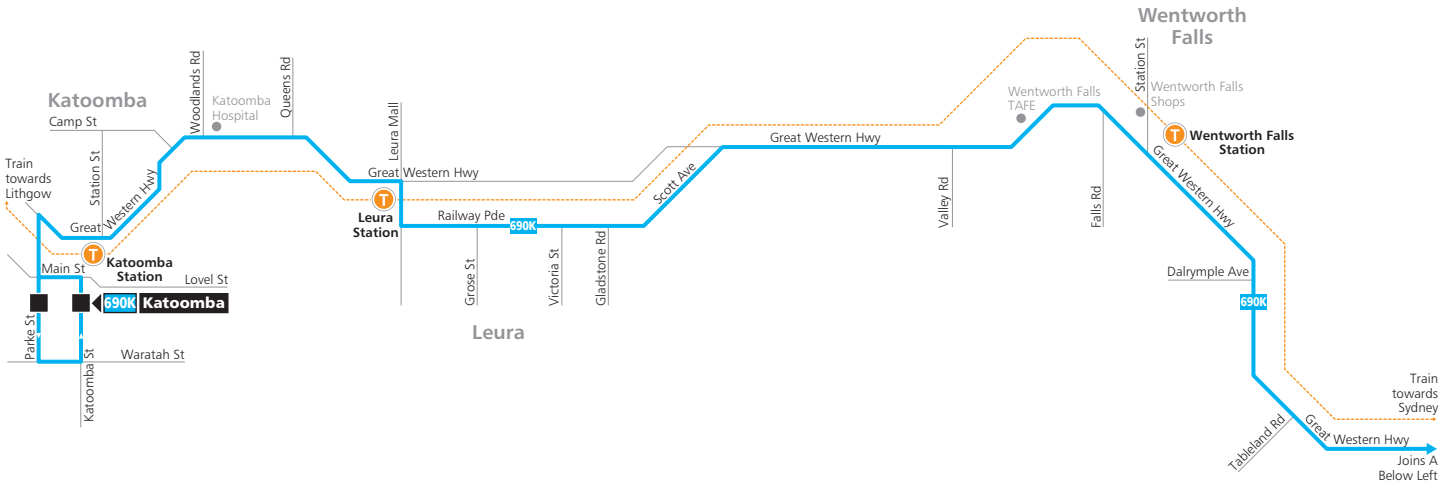 Wentworth
Falls
Station St
Woodlands Rd
Queens Rd
Katoomba
Katoomba
Hospital
Camp St
Leura Mall
Wentworth Falls
TAFE
Wentworth Falls
Shops
Station St
Great Western Hwy
Wentworth Falls
Station
Train
towards
Lithgow
Great Western Hwy
Great Western Hwy
Scott Ave
Valley Rd
Falls Rd
Great Western Hwy
T
T
T
Leura
Station
Railway Pde
690K
Katoomba
Station
Main St
Lovel St
Grose St
Victoria St
Gladstone Rd
Dalrymple Ave
690K
690K Katoomba
Parke St
Leura
Waratah St
Katoomba St
Train
towards
Sydney
Tableland Rd
Great Western Hwy
Joins A
Below Left